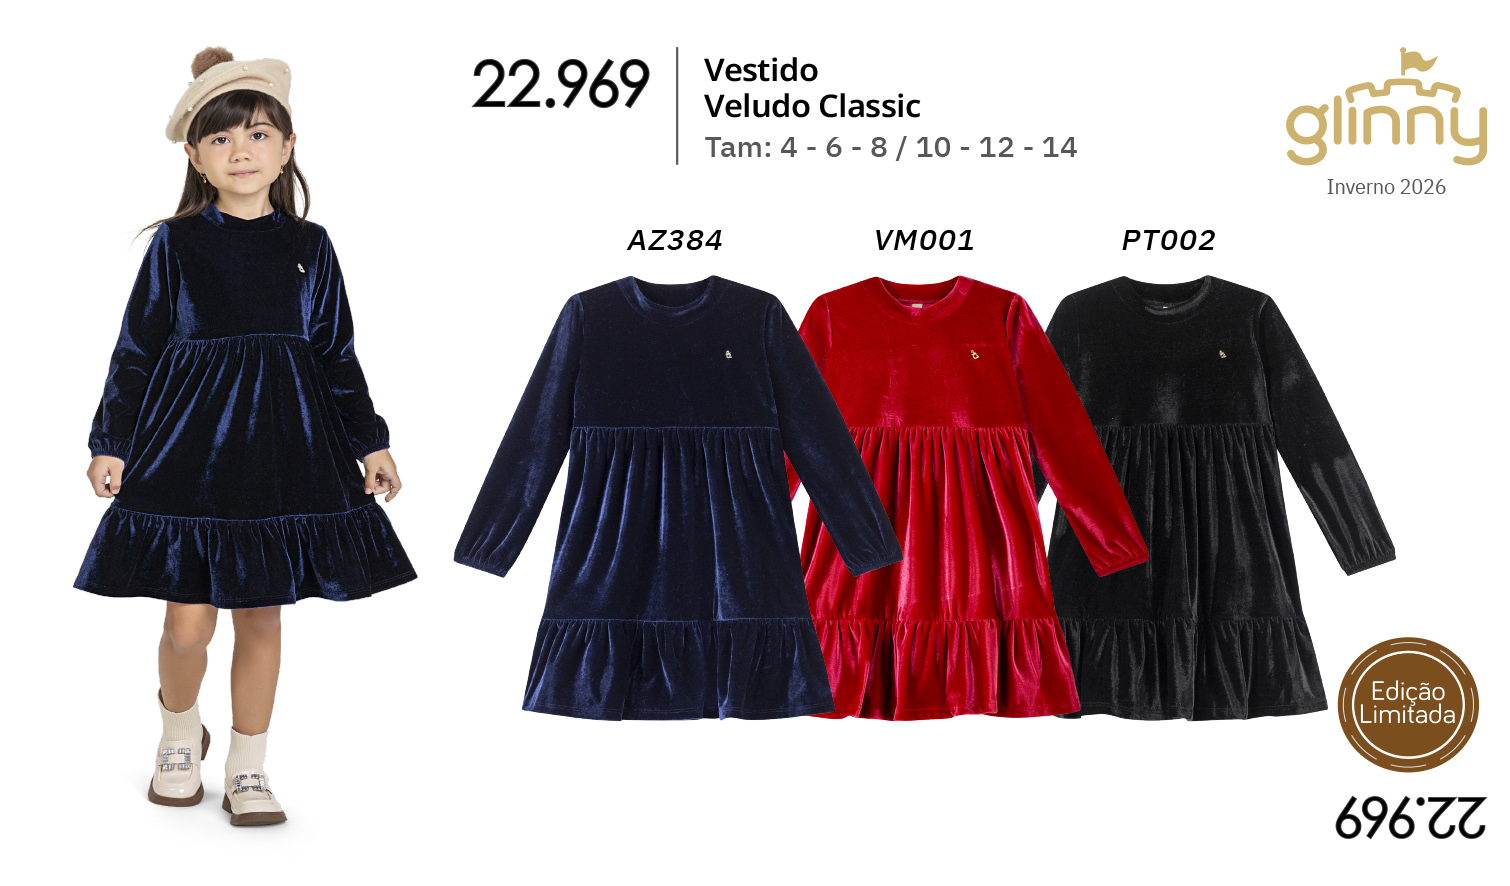 22.969
Vestido
Veludo Classic
Tam: 4 - 6 - 8 / 10 - 12 - 14
glinny
Inverno 2026
AZ384
VM001
PT002
Edição
Limitada
22.969